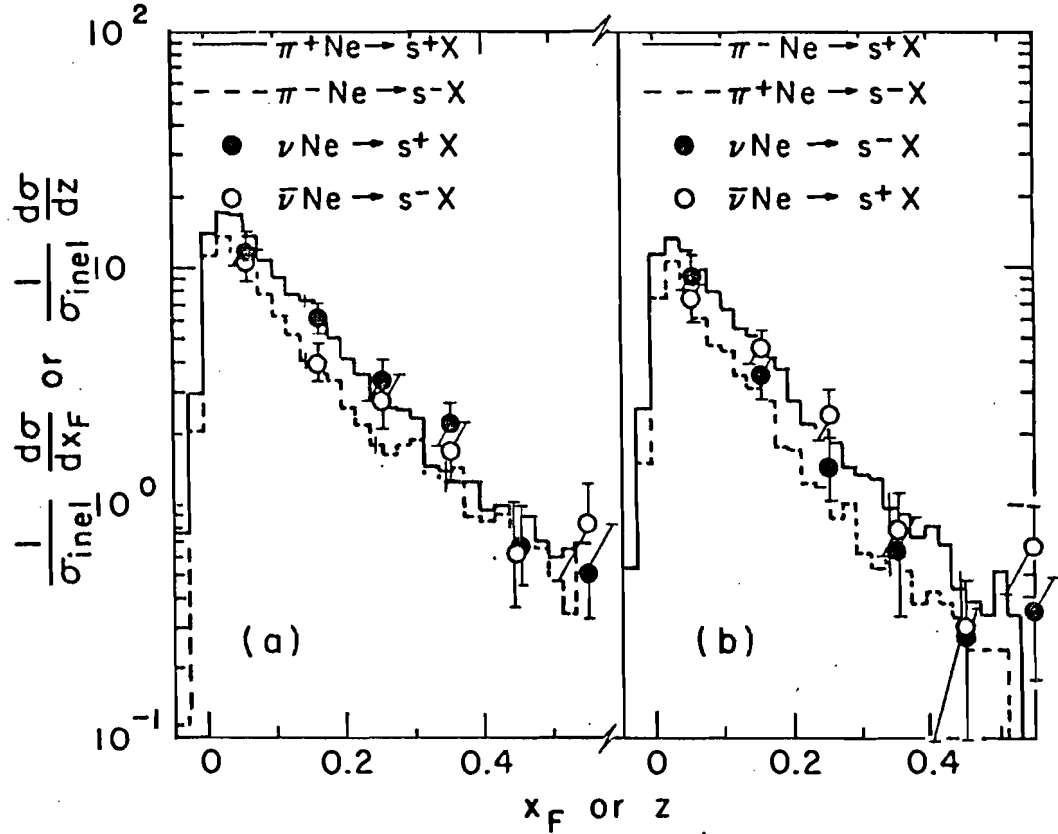 1/σinel dσ/dxF or 1/σinel dσ/dz
10²
10
10⁰
10⁻¹
π⁺Ne→s⁺X
π⁻Ne→s⁻X
νNe→s⁺X
ν̄Ne→s⁻X
(a)
0 0.2 0.4
π⁻Ne→s⁺X
π⁺Ne→s⁻X
νNe→s⁻X
ν̄Ne→s⁺X
(b)
0 0.2 0.4
xF or z